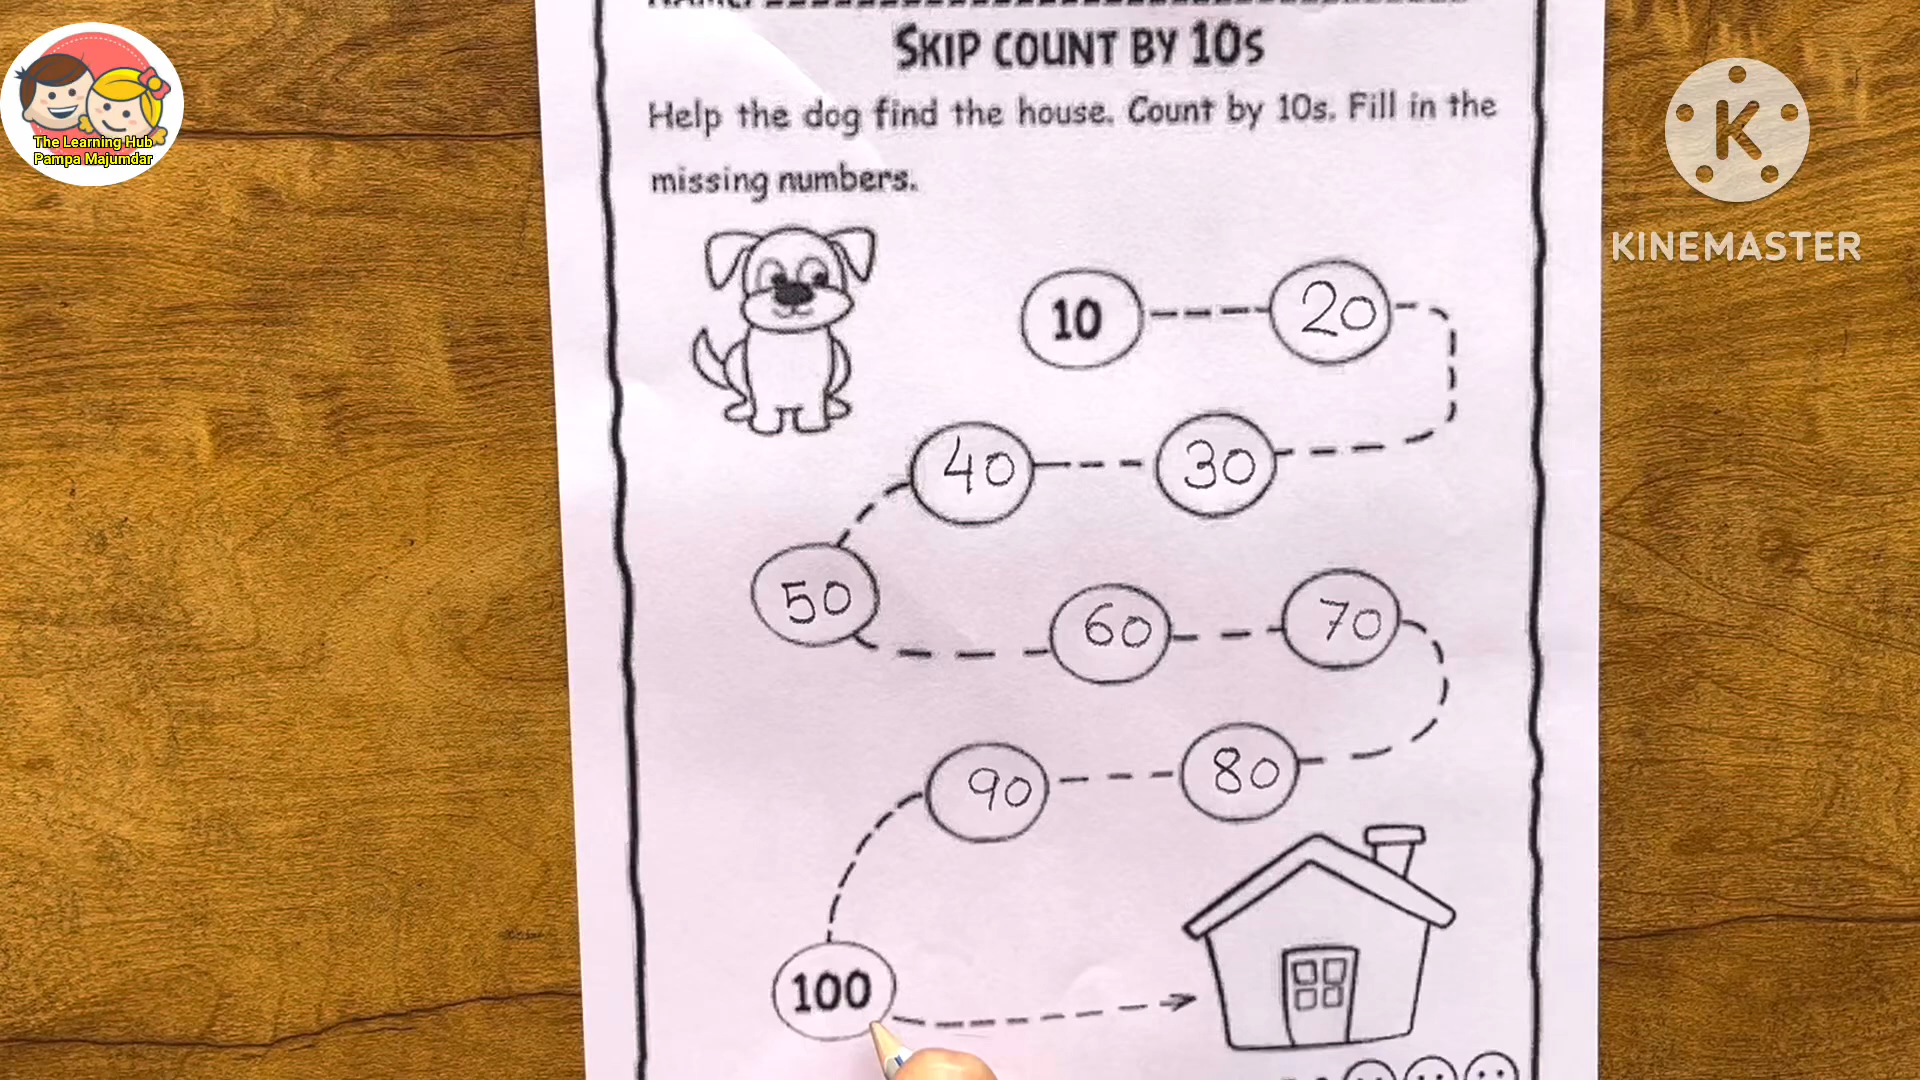 The Learning Hub
Pampa Majumdar
KINEMASTER
SKIP COUNT BY 10s
Help the dog find the house. Count by 10s. Fill in the
missing numbers.
10 20
40 30
50 60 70
90 80
100